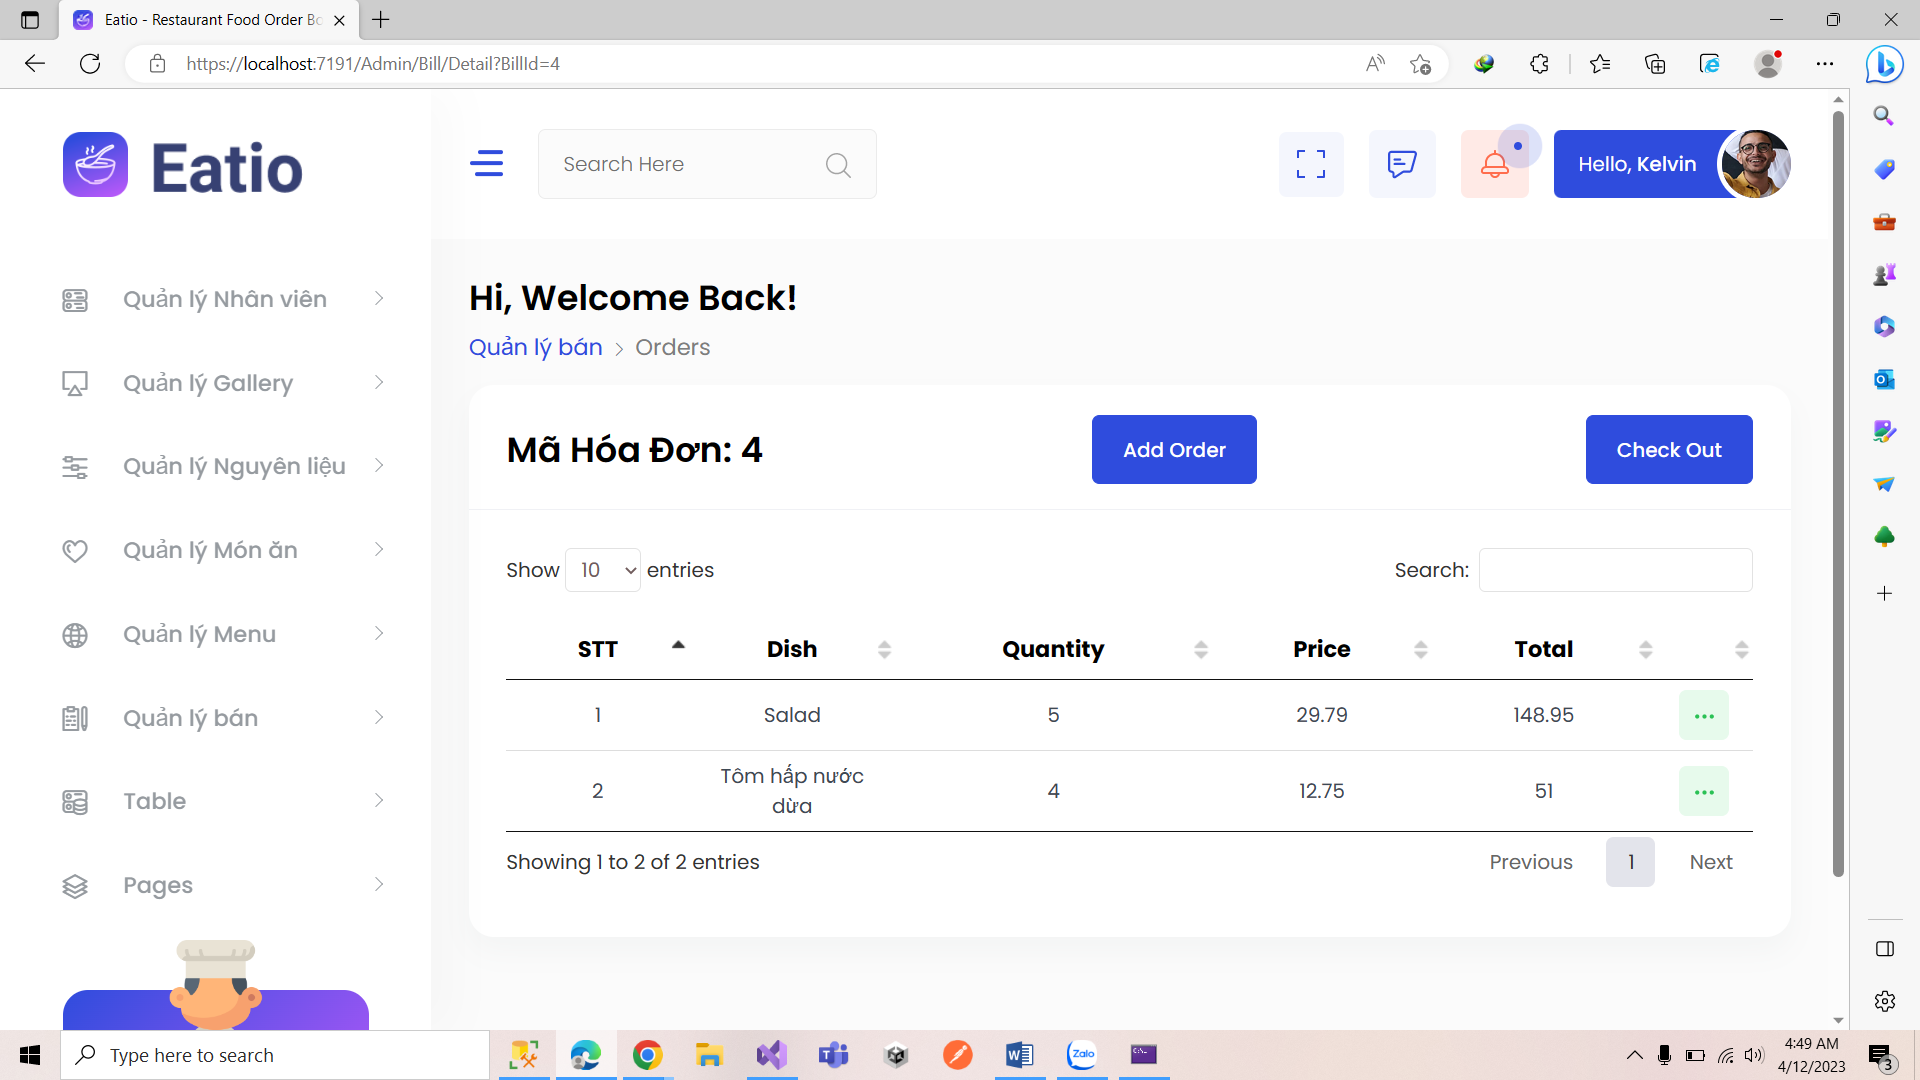 Eatio - Restaurant Food Order Bo
https://localhost:7191/Admin/Bill/Detail?BillId=4
Eatio
Search Here
Hello, Kelvin
Quản lý Nhân viên
Quản lý Gallery
Quản lý Nguyên liệu
Quản lý Món ăn
Quản lý Menu
Quản lý bán
Table
Pages
Hi, Welcome Back!
Quản lý bán > Orders
Mã Hóa Đơn: 4
Add Order
Check Out
Show 10 entries
Search:
STT Dish Quantity Price Total
1 Salad 5 29.79 148.95 ...
2 Tôm hấp nước dừa 4 12.75 51 ...
Showing 1 to 2 of 2 entries
Previous 1 Next
Type here to search
Zalo
4:49 AM
4/12/2023
3